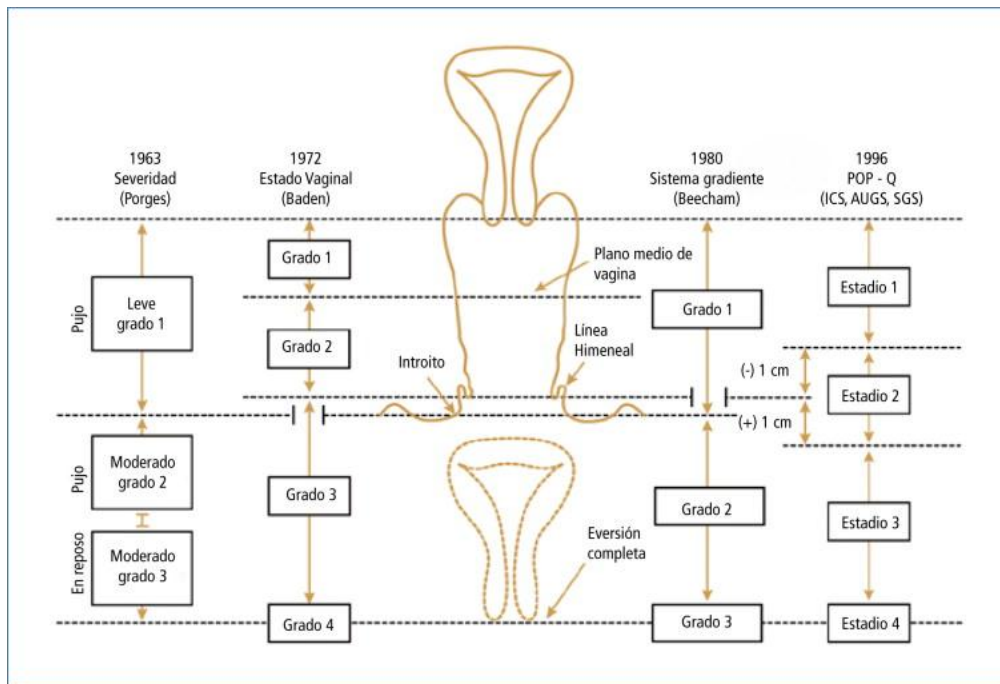 1963
Severidad
(Porges)
1972
Estado Vaginal
(Baden)
1980
Sistema gradiente
(Beecham)
1996
POP - Q
(ICS, AUGS, SGS)
Pujo
Leve
grado 1
Pujo
Moderado
grado 2
En reposo
Moderado
grado 3
Grado 1
Grado 2
Grado 3
Grado 4
Plano medio de
vagina
Línea
Himeneal
Introito
Eversión
completa
Grado 1
Grado 2
Grado 3
Estadio 1
(-) 1 cm
Estadio 2
(+) 1 cm
Estadio 3
Estadio 4